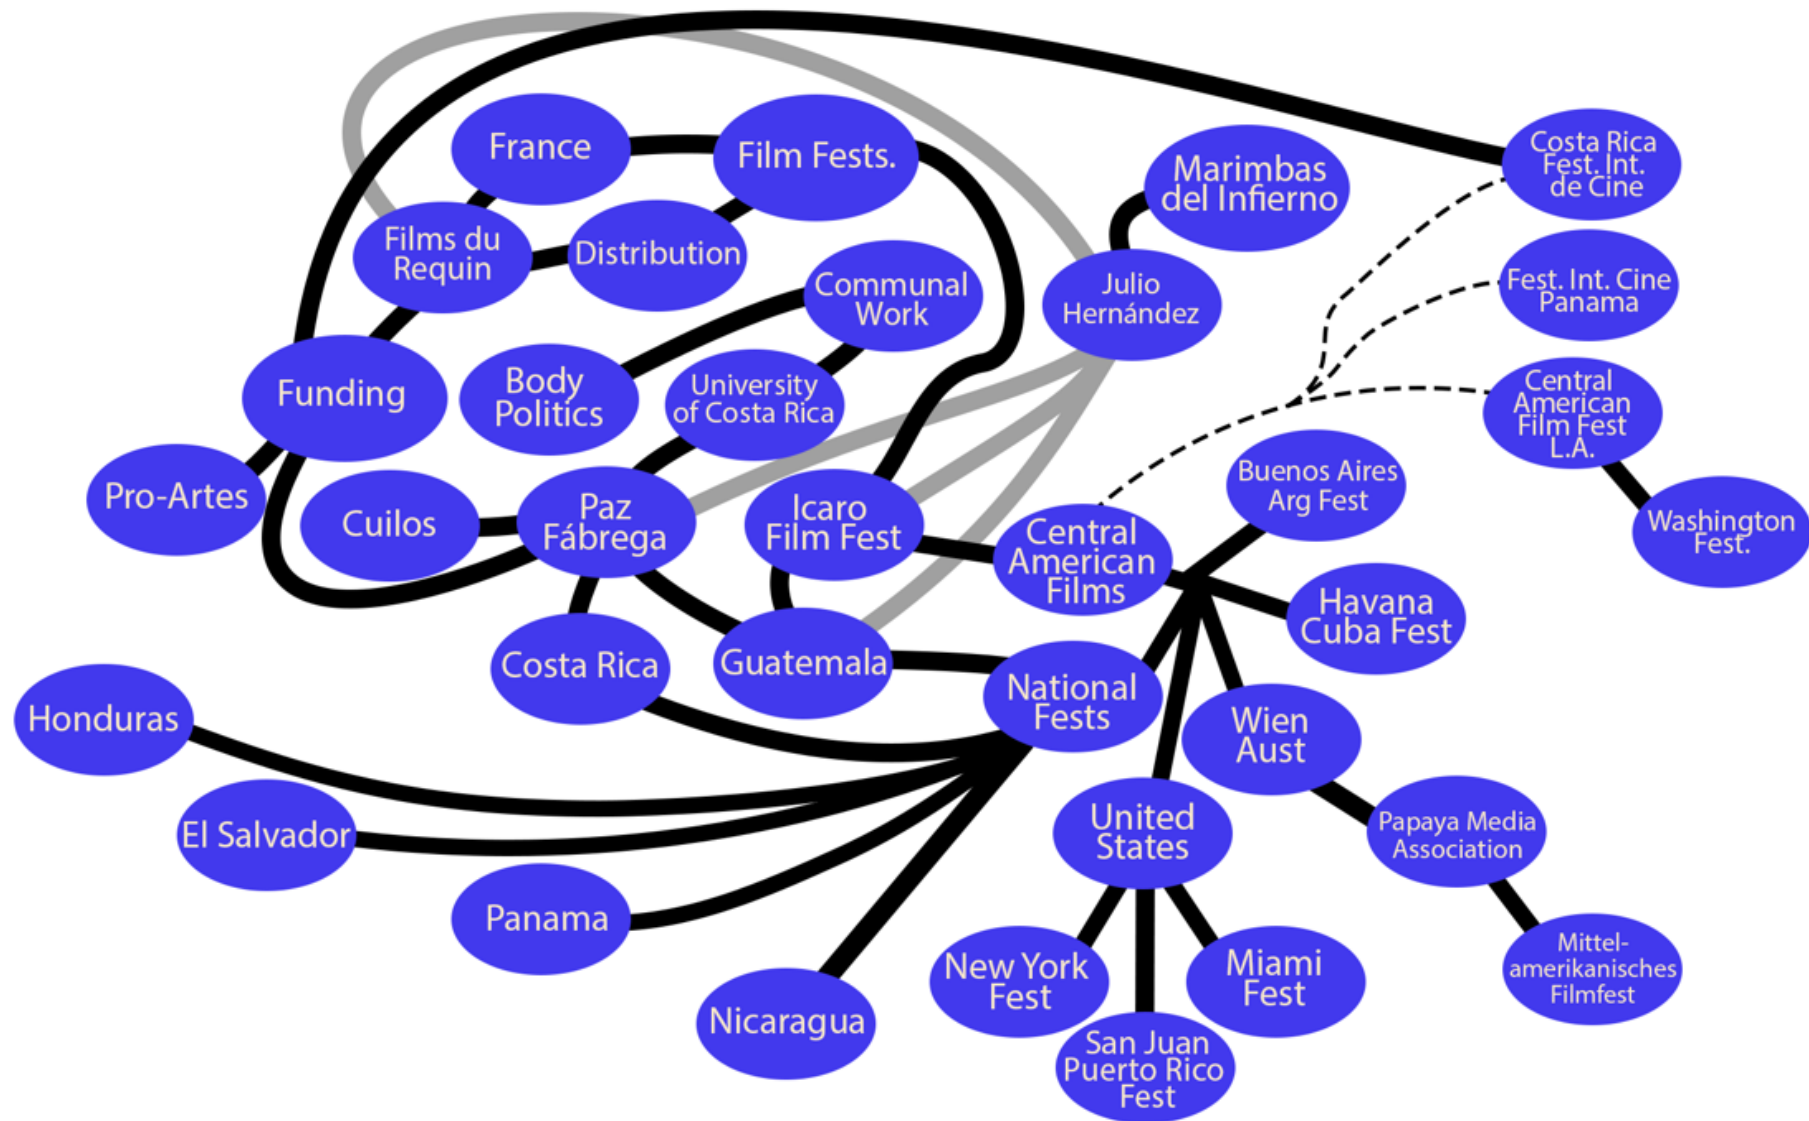 France
Film Fests.
Costa Rica
Fest. Int.
de Cine
Marimbas
del Infierno
Films du
Requin
Distribution
Communal
Work
Julio
Hernández
Fest. Int. Cine
Panama
Funding
Body
Politics
University
of Costa Rica
Central
American
Film Fest
L.A.
Pro-Artes
Cuilos
Paz
Fábrega
Icaro
Film Fest
Central
American
Films
Buenos Aires
Arg Fest
Washington
Fest.
Havana
Cuba Fest
Costa Rica
Guatemala
National
Fests
Honduras
Wien
Aust
El Salvador
United
States
Papaya Media
Association
Panama
New York
Fest
Miami
Fest
Mittel-
amerikanisches
Filmfest
Nicaragua
San Juan
Puerto Rico
Fest